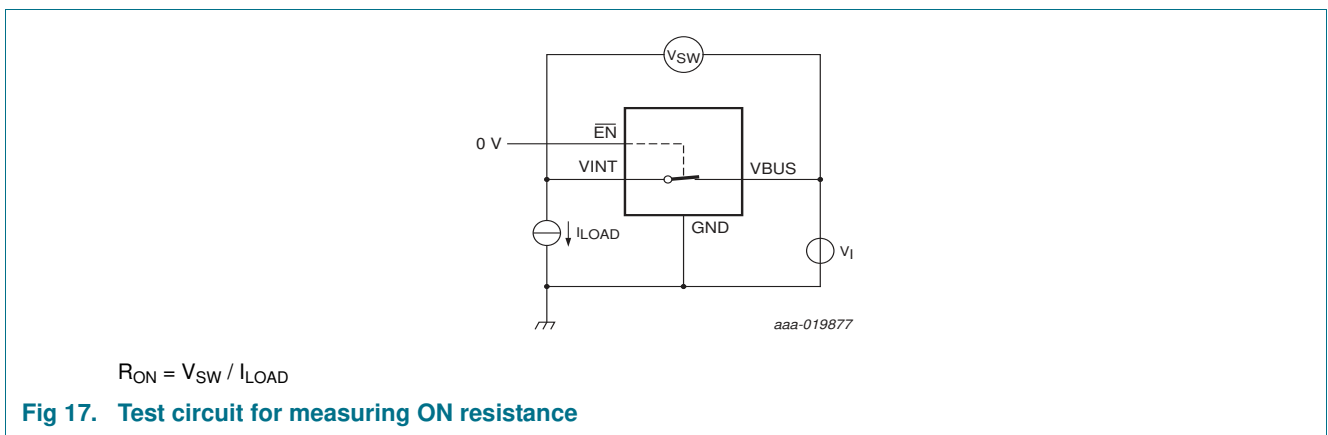 VSW
EN
0 V
VINT
VBUS
ILOAD
GND
VI
aaa-019877
RON = VSW / ILOAD
Fig 17. Test circuit for measuring ON resistance